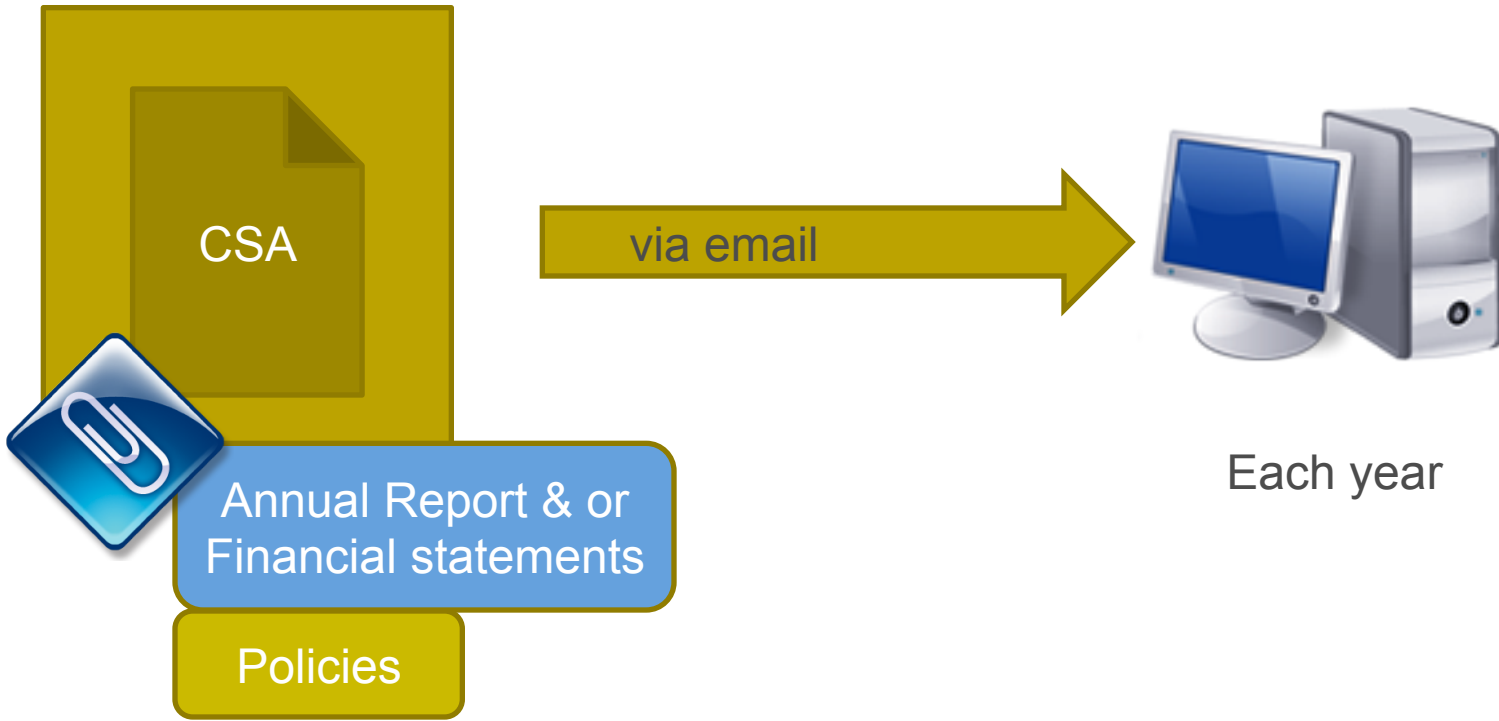 CSA
via email
Each year
Annual Report & or
Financial statements
Policies